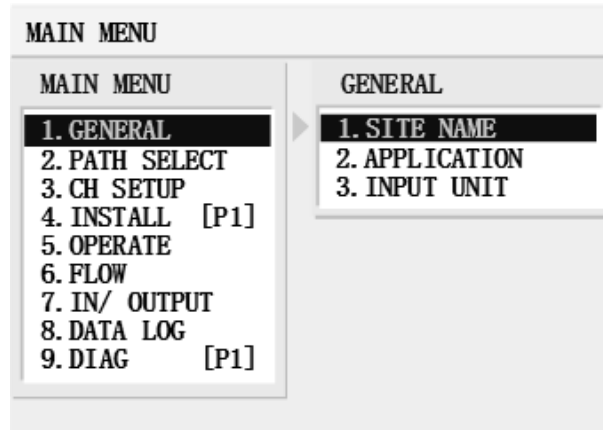 MAIN MENU
MAIN MENU
1. GENERAL
2. PATH SELECT
3. CH SETUP
4. INSTALL [P1]
5. OPERATE
6. FLOW
7. IN/ OUTPUT
8. DATA LOG
9. DIAG [P1]
GENERAL
1. SITE NAME
2. APPLICATION
3. INPUT UNIT